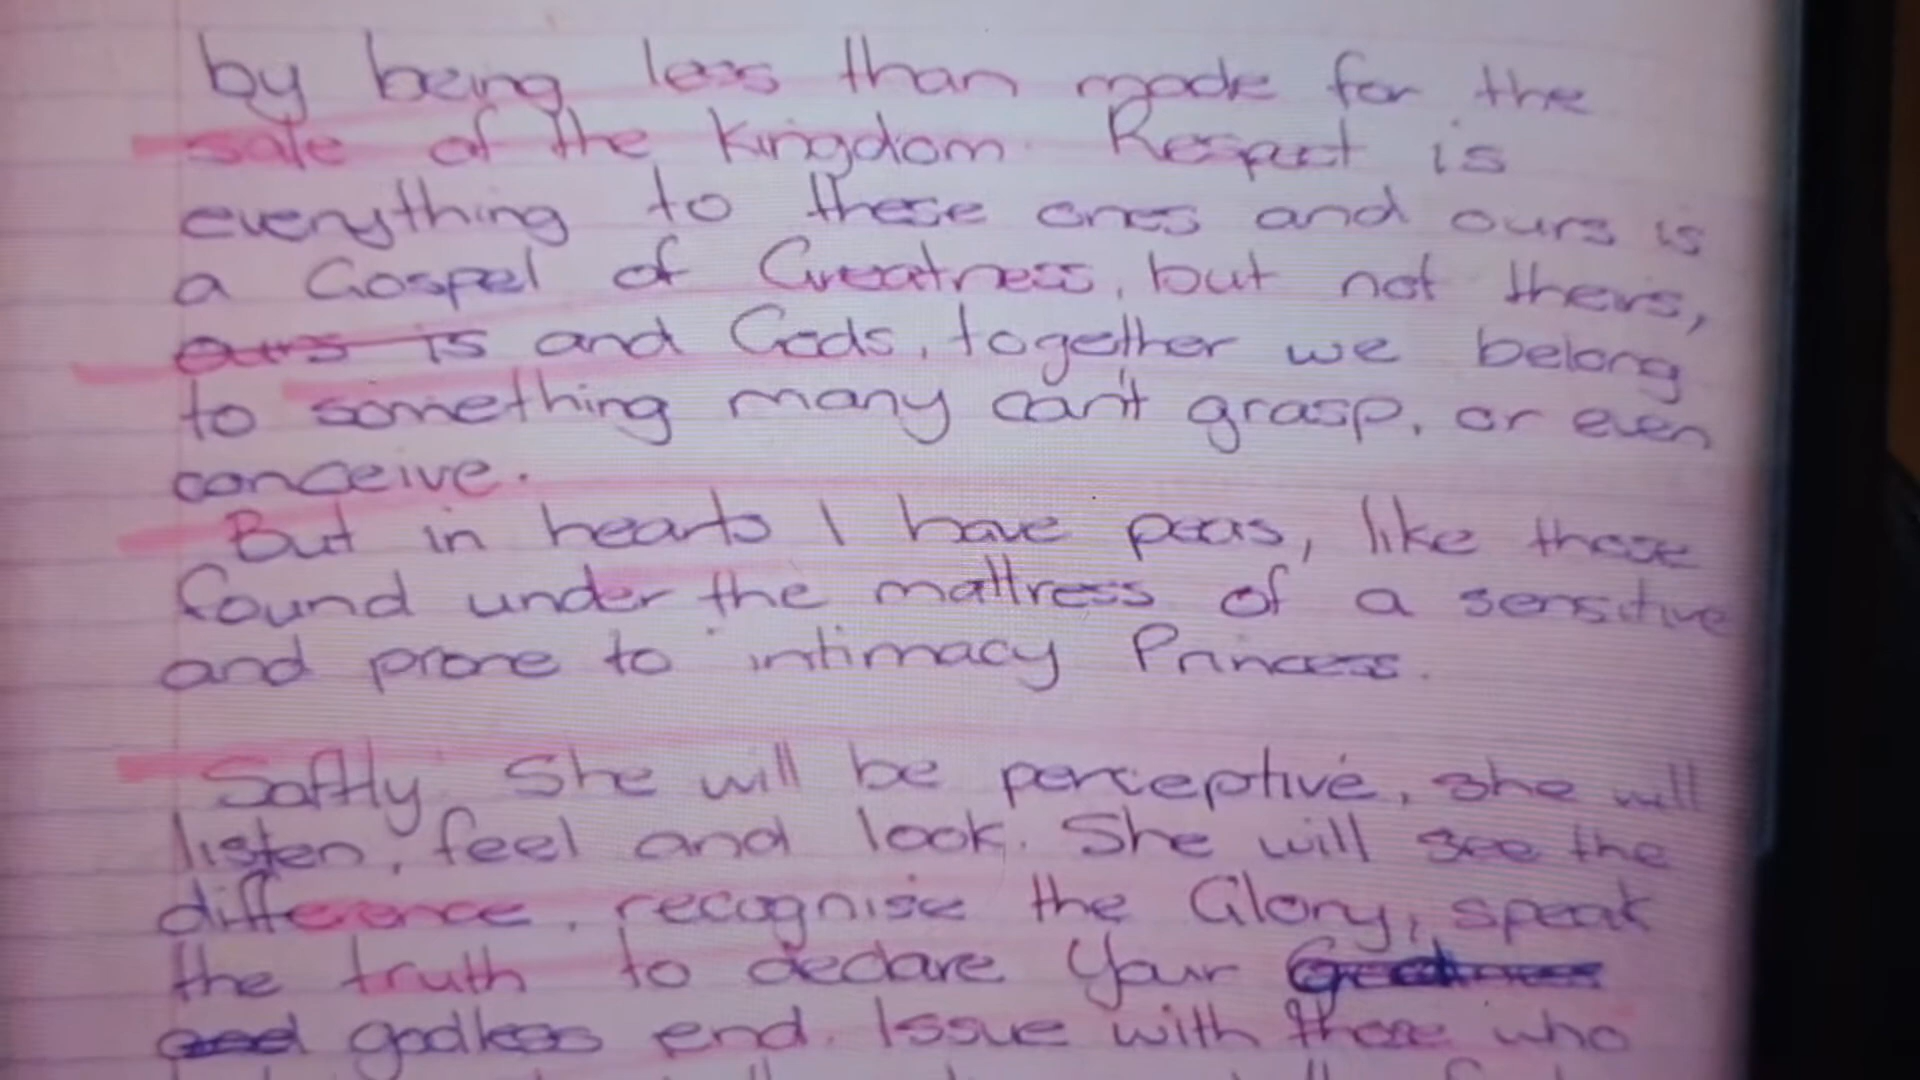 by being less than made for the
sake of the kingdom. Respect is
everything to these ones and ours is
a Gospel of Greatness, but not theirs,
ours is and Gods, together we belong
to something many can't grasp, or even
conceive.
But in hearts I have peas, like those
found under the mattress of a sensitive
and prone to intimacy Princess.
Softly, She will be perceptive, she will
listen, feel and look. She will see the
difference, recognise the Glory, speak
the truth to declare your
godless end. Issue with those who